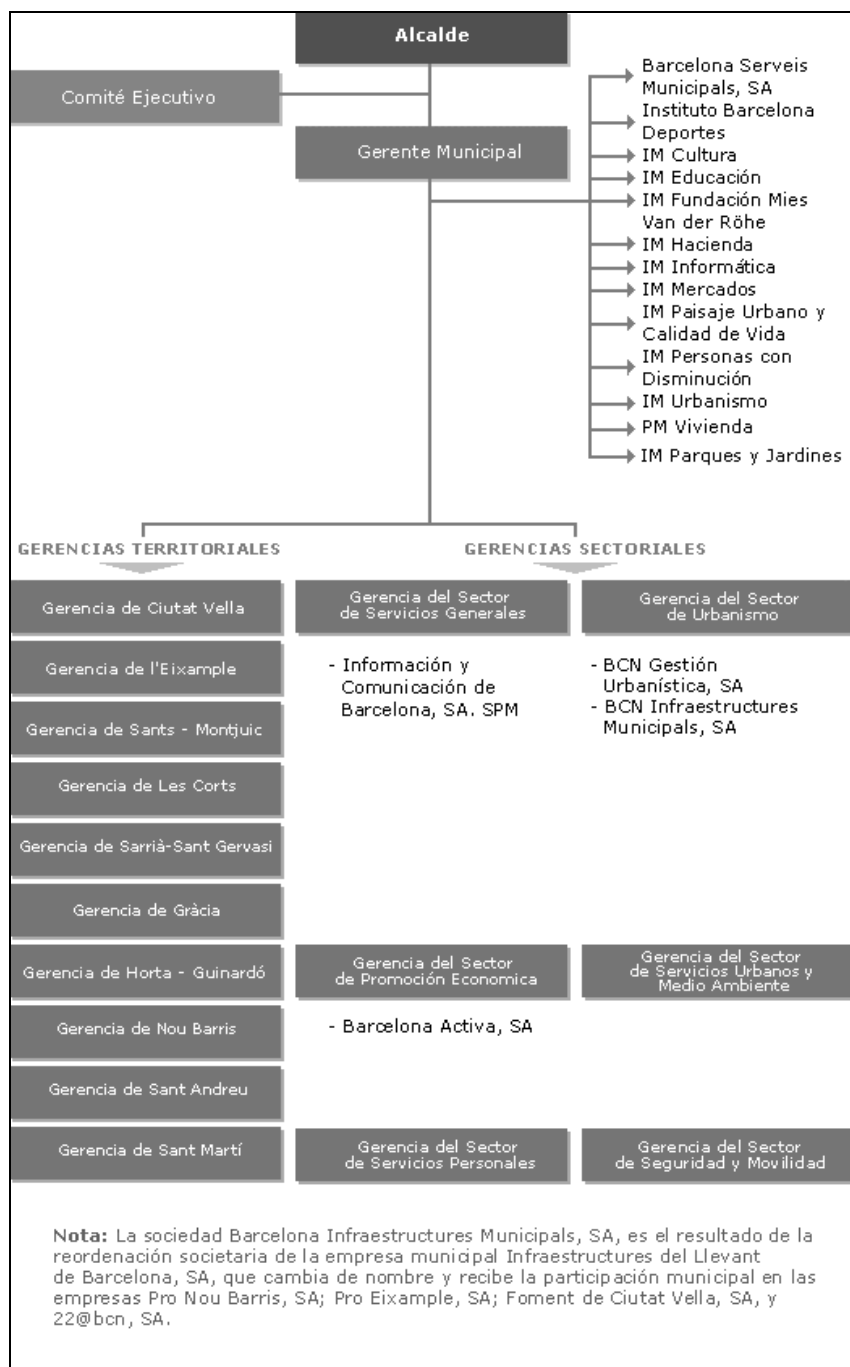 Alcalde
Comité Ejecutivo
Gerente Municipal
Barcelona Serveis
Municipals, SA
Instituto Barcelona
Deportes
IM Cultura
IM Educación
IM Fundación Mies
Van der Röhe
IM Hacienda
IM Informática
IM Mercados
IM Paisaje Urbano y
Calidad de Vida
IM Personas con
Disminución
IM Urbanismo
PM Vivienda
IM Parques y Jardines
GERENCIAS TERRITORIALES
Gerencia de Ciutat Vella
Gerencia de l'Eixample
Gerencia de Sants - Montjuic
Gerencia de Les Corts
Gerencia de Sarrià-Sant Gervasi
Gerencia de Gràcia
Gerencia de Horta - Guinardó
Gerencia de Nou Barris
Gerencia de Sant Andreu
Gerencia de Sant Martí
GERENCIAS SECTORIALES
Gerencia del Sector
de Servicios Generales
- Información y
Comunicación de
Barcelona, SA. SPM
Gerencia del Sector
de Urbanismo
- BCN Gestión
Urbanística, SA
- BCN Infraestructures
Municipals, SA
Gerencia del Sector
de Promoción Economica
- Barcelona Activa, SA
Gerencia del Sector
de Servicios Urbanos y
Medio Ambiente
Gerencia del Sector
de Servicios Personales
Gerencia del Sector
de Seguridad y Movilidad
Nota: La sociedad Barcelona Infraestructures Municipals, SA, es el resultado de la
reordenación societaria de la empresa municipal Infraestructures del Llevant
de Barcelona, SA, que cambia de nombre y recibe la participación municipal en las
empresas Pro Nou Barris, SA; Pro Eixample, SA; Foment de Ciutat Vella, SA, y
22@bcn, SA.